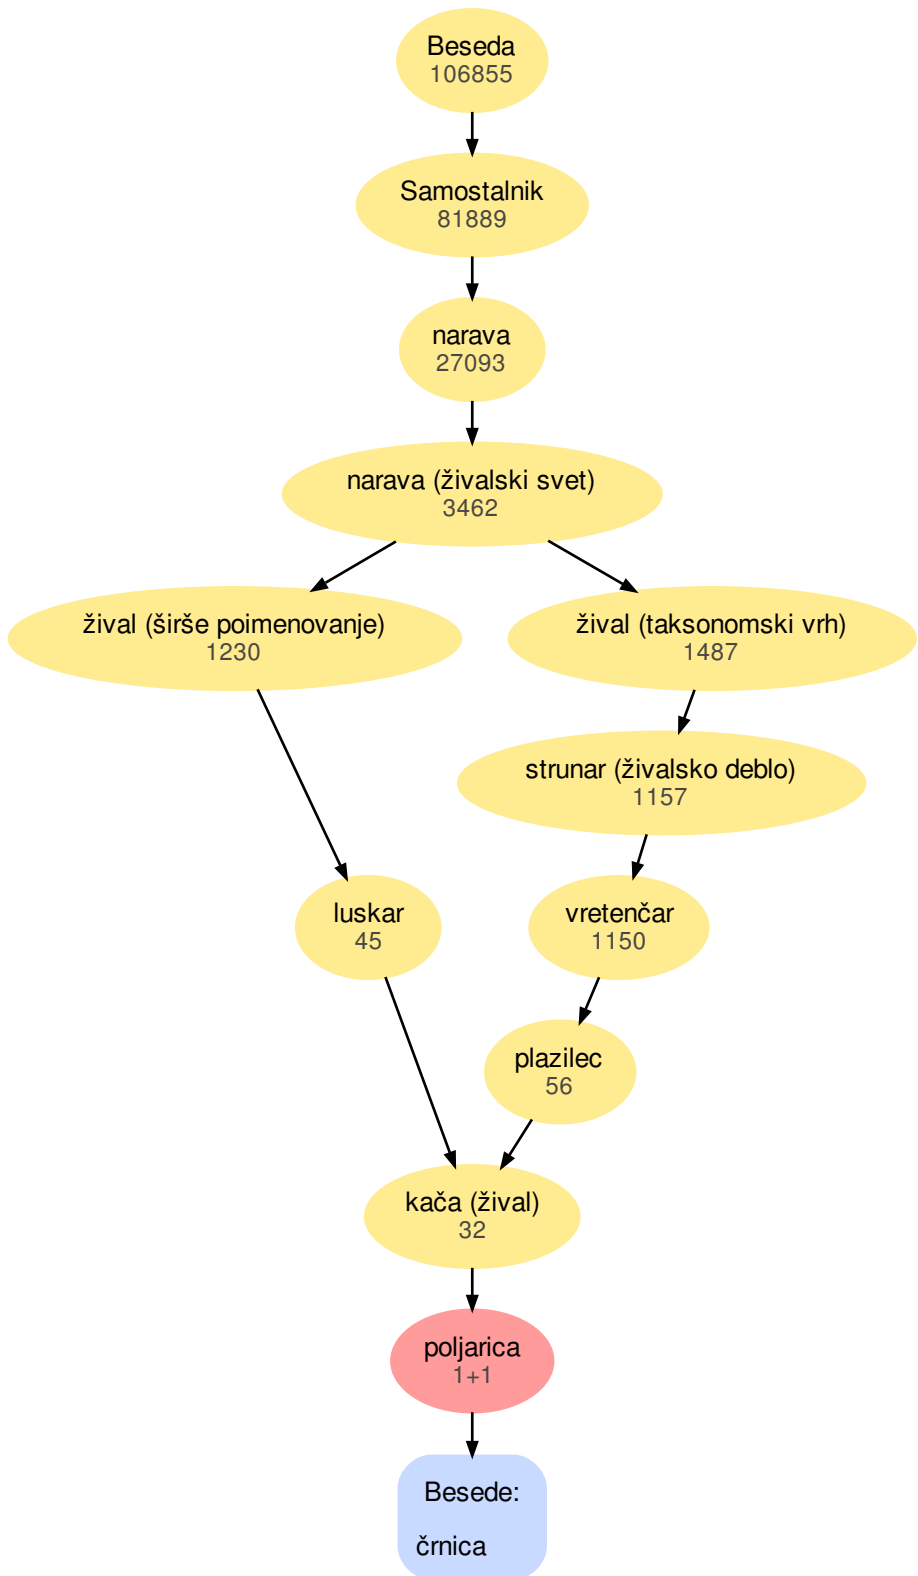 Beseda
106855
Samostalnik
81889
narava
27093
narava (živalski svet)
3462
žival (širše poimenovanje)
1230
žival (taksonomski vrh)
1487
strunar (živalsko deblo)
1157
luskar
45
vretenčar
1150
plazilec
56
kača (žival)
32
poljarica
1+1
Besede:
črnica